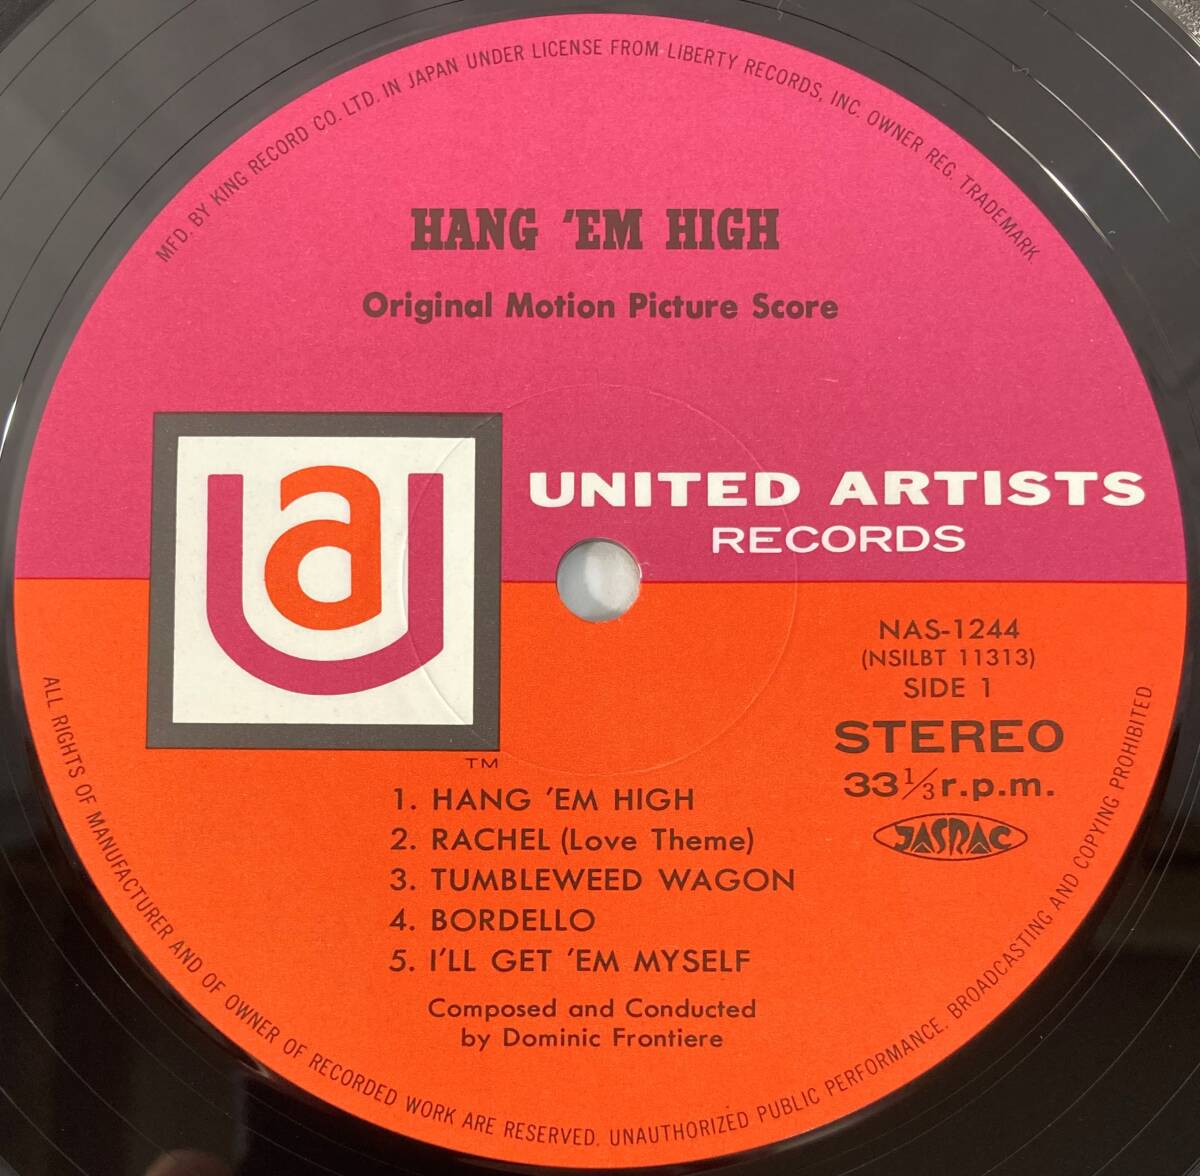 MFD. BY KING RECORD CO. LTD. IN JAPAN UNDER LICENSE FROM LIBERTY RECORDS, INC. OWNER REG. TRADEMARK.
HANG 'EM HIGH
Original Motion Picture Score
ua
UNITED ARTISTS
RECORDS
TM
NAS-1244
(NSILBT 11313)
SIDE 1
STEREO
33 1/3 r.p.m.
JASRAC
1. HANG 'EM HIGH
2. RACHEL (Love Theme)
3. TUMBLEWEED WAGON
4. BORDELLO
5. I'LL GET 'EM MYSELF
Composed and Conducted
by Dominic Frontiere
ALL RIGHTS OF MANUFACTURER AND OF OWNER OF RECORDED WORK ARE RESERVED. UNAUTHORIZED PUBLIC PERFORMANCE. BROADCASTING AND COPYING PROHIBITED